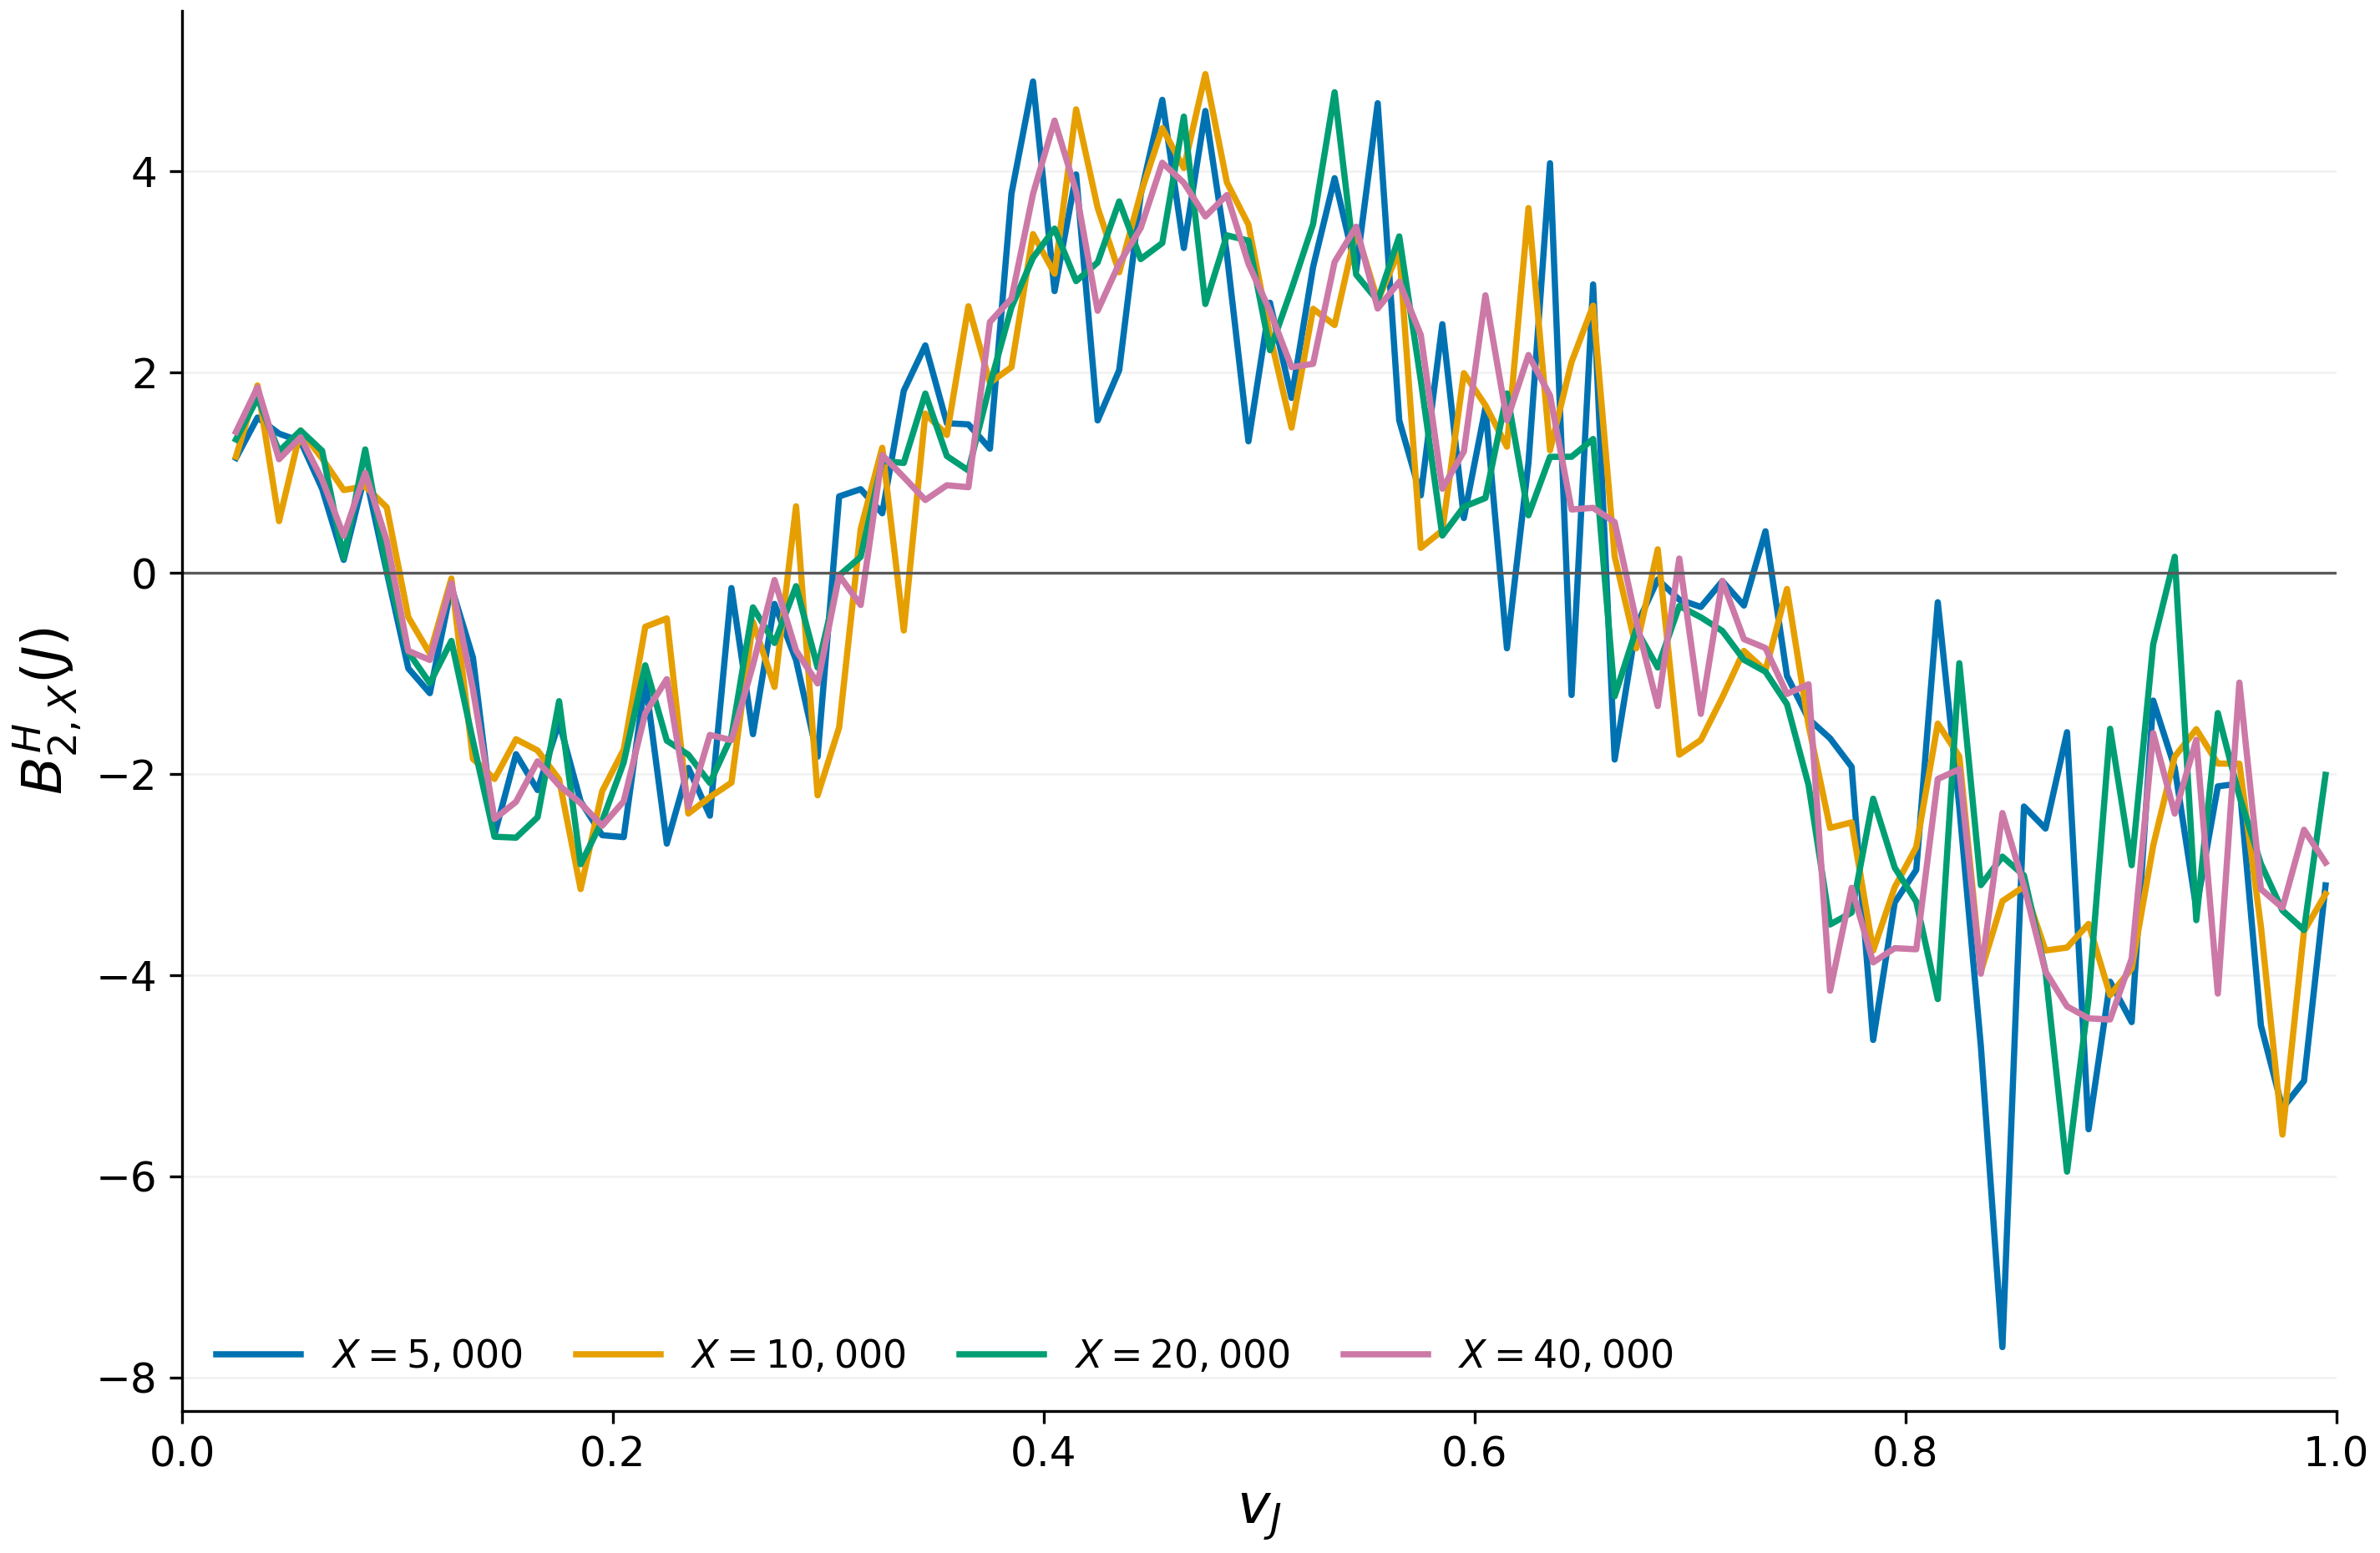 B^H_{2,X}(J)
4
2
0
−2
−4
−6
−8
X = 5,000
X = 10,000
X = 20,000
X = 40,000
0.0 0.2 0.4 0.6 0.8 1.0
v_J